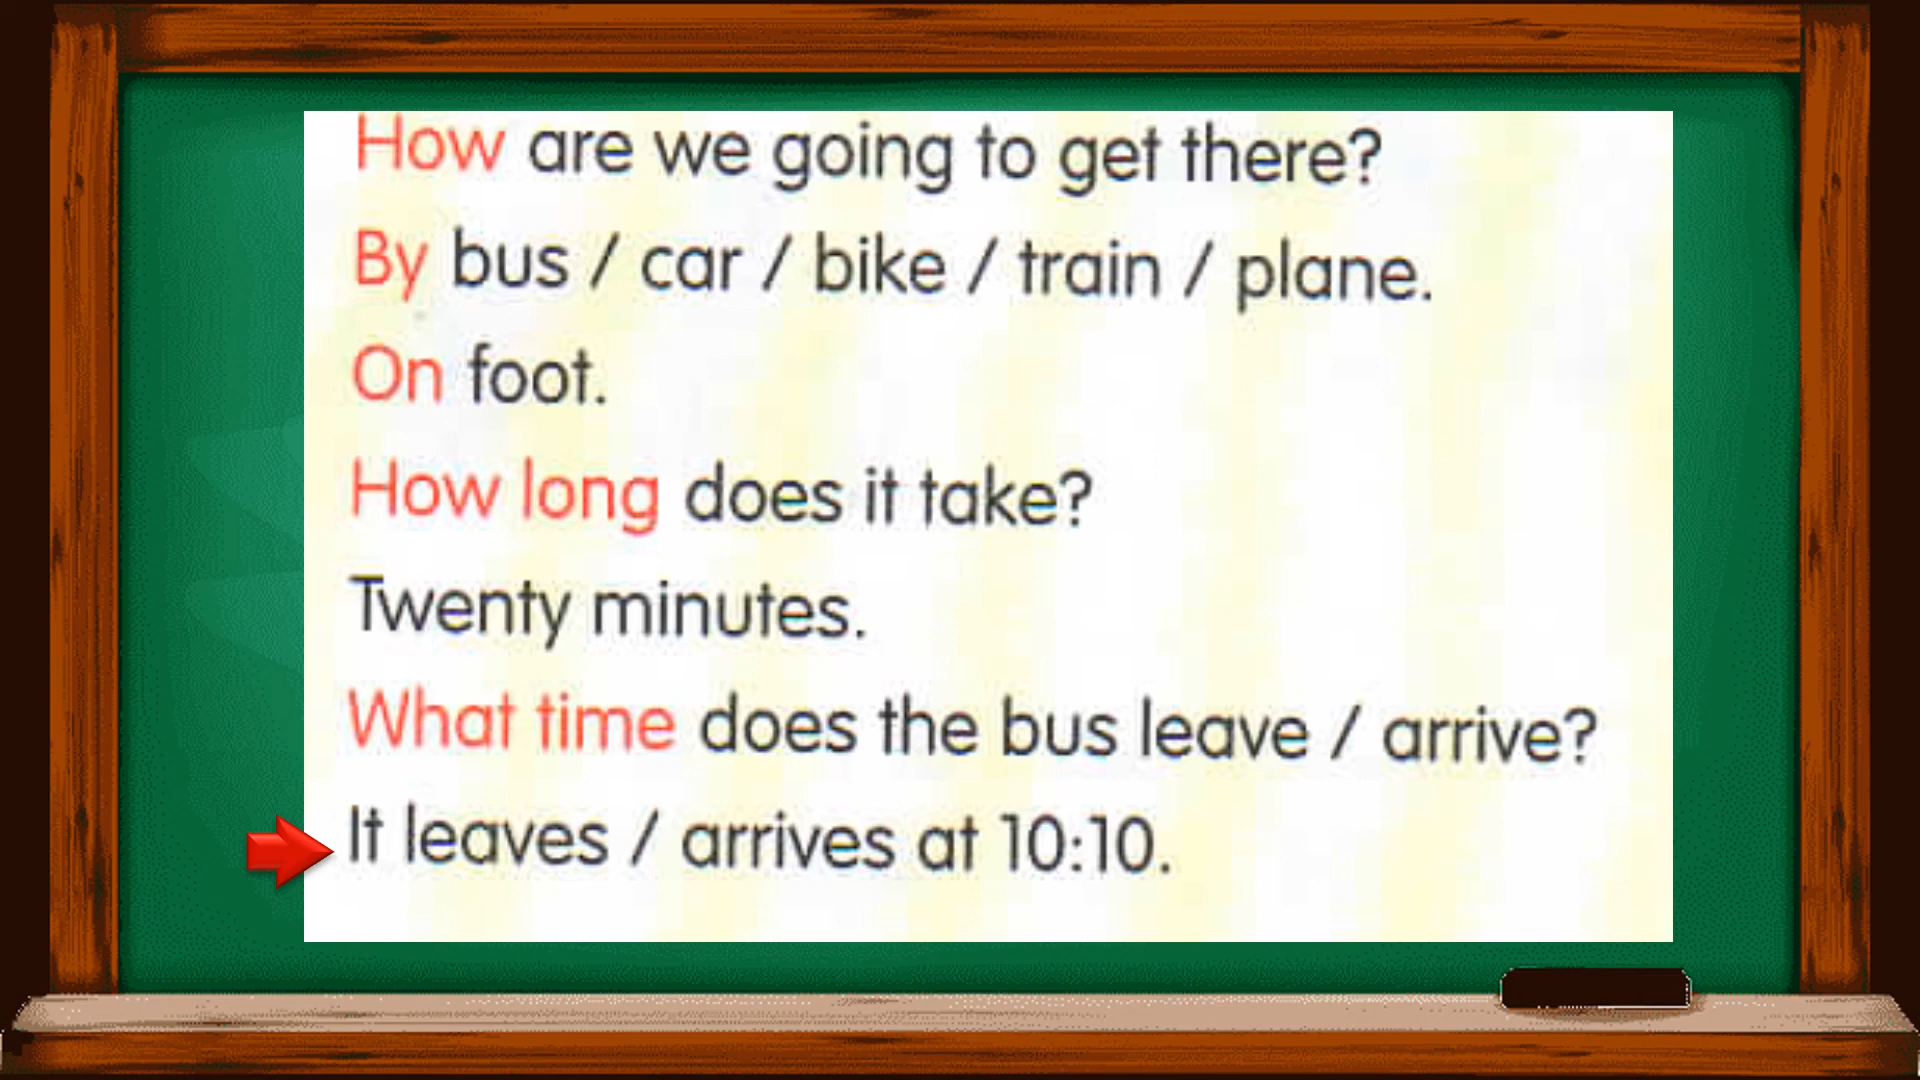 How are we going to get there?
By bus / car / bike / train / plane.
On foot.
How long does it take?
Twenty minutes.
What time does the bus leave / arrive?
It leaves / arrives at 10:10.